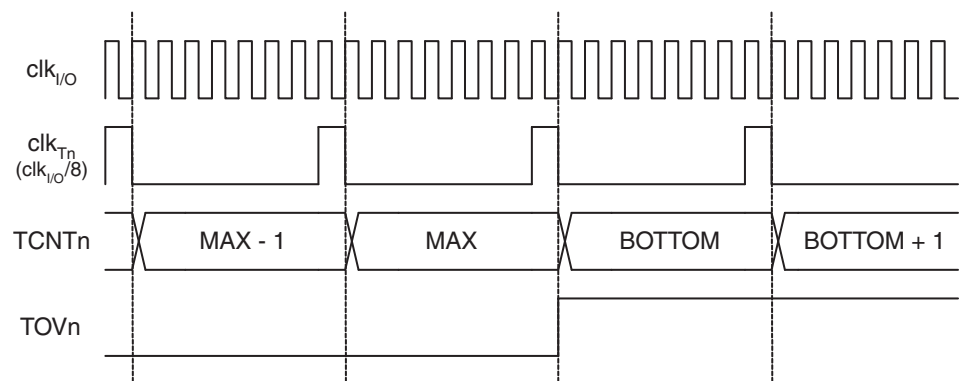 clkI/O
clkTn
(clkI/O/8)
TCNTn
MAX - 1
MAX
BOTTOM
BOTTOM + 1
TOVn